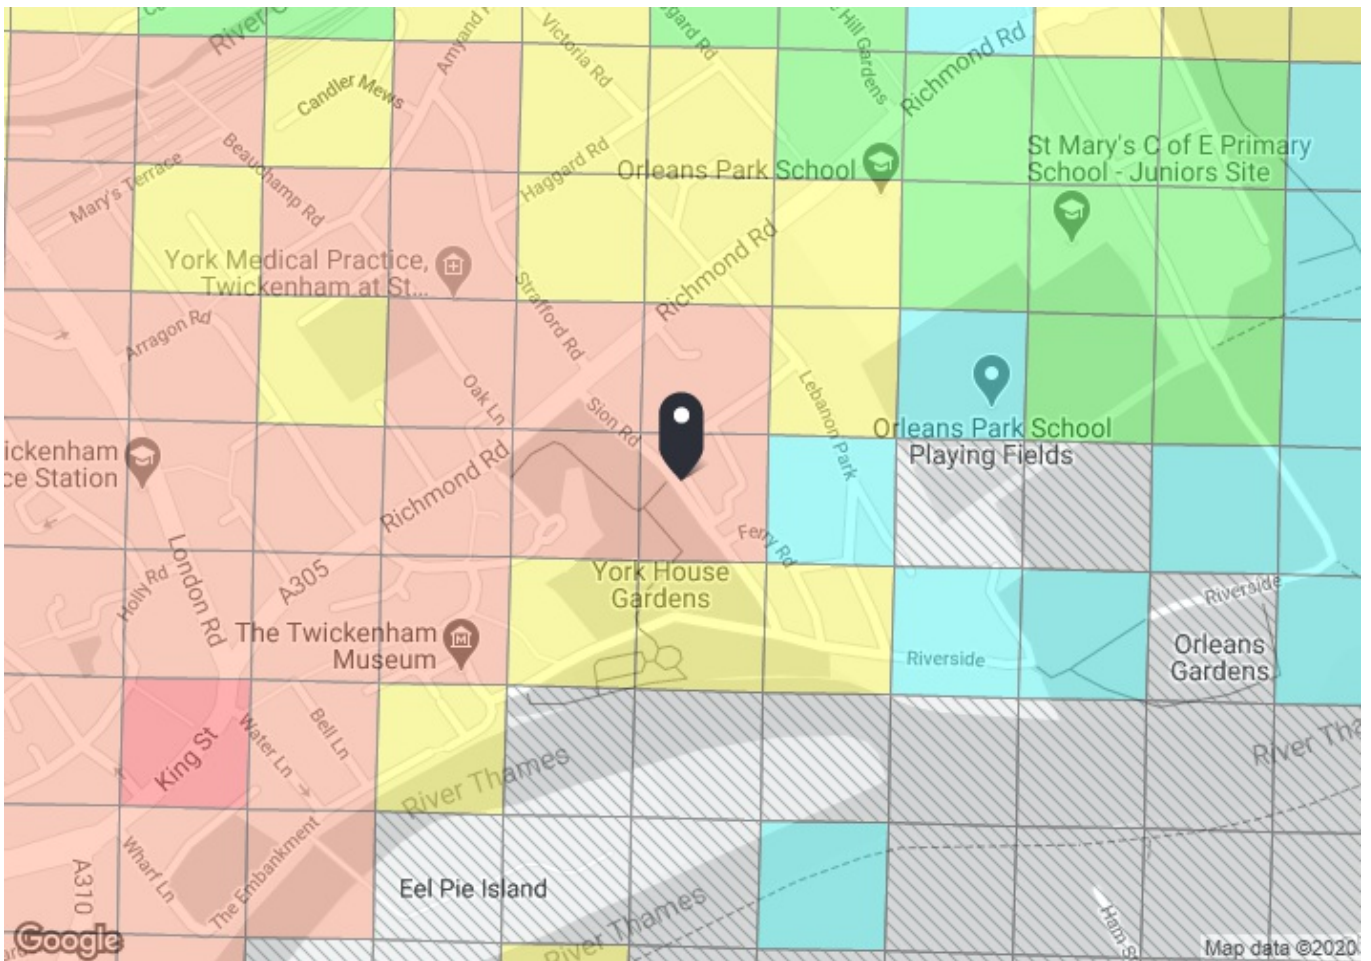 River C
Amyand
Victoria Rd
ggard Rd
Hill Gardens
Richmond Rd
Candler Mews
Beauchamp Rd
Mary's Terrace
Haggard Rd
Orleans Park School
St Mary's C of E Primary
School - Juniors Site
York Medical Practice,
Twickenham at St...
Strafford Rd
Richmond Rd
Arragon Rd
Oak Ln
Sion Rd
Lebanon Park
Orleans Park School
Playing Fields
ickenham
ce Station
Richmond Rd
London Rd
Holly Rd
A305
Ferry Rd
York House
Gardens
The Twickenham
Museum
Riverside
Riverside
Orleans
Gardens
King St
Water Ln
Bell Ln
River Thames
River Tha
A310
Wharf Ln
The Embankment
Eel Pie Island
River Thames
Ham S
Google
Map data ©2020